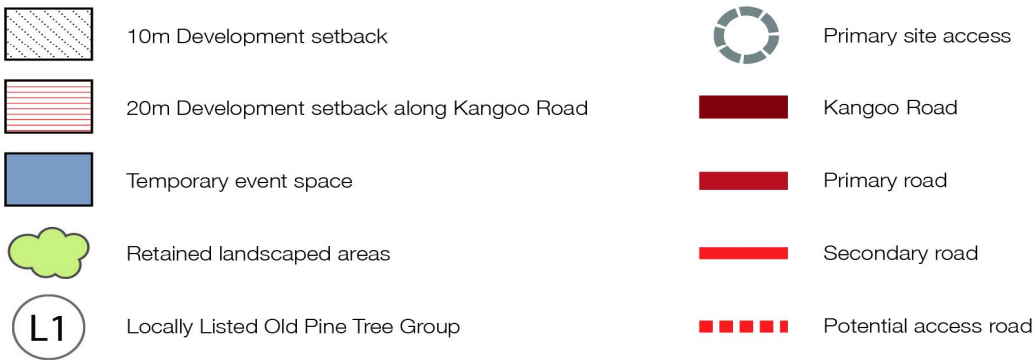 10m Development setback
20m Development setback along Kangoo Road
Temporary event space
Retained landscaped areas
L1 Locally Listed Old Pine Tree Group
Primary site access
Kangoo Road
Primary road
Secondary road
Potential access road